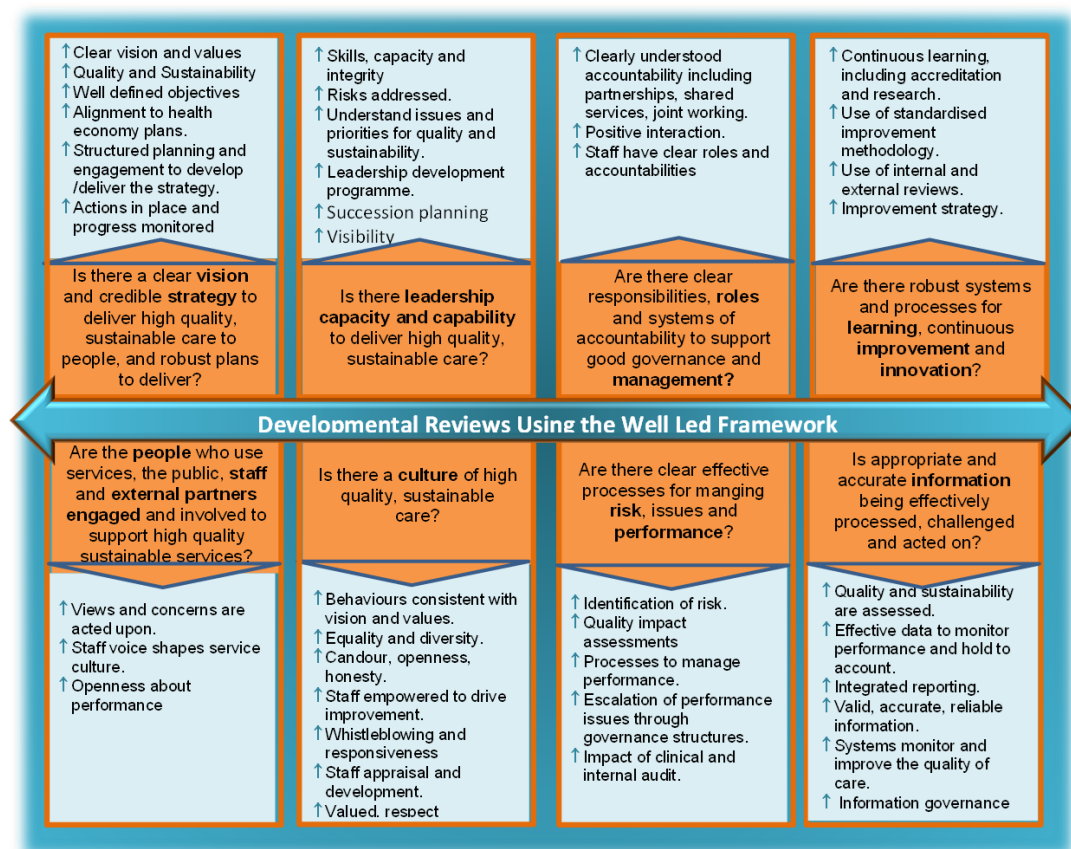 ↑ Clear vision and values
↑ Quality and Sustainability
↑ Well defined objectives
↑ Alignment to health
economy plans.
↑ Structured planning and
engagement to develop
/deliver the strategy.
↑ Actions in place and
progress monitored
Is there a clear vision
and credible strategy to
deliver high quality,
sustainable care to
people, and robust plans
to deliver?
↑ Skills, capacity and
integrity
↑ Risks addressed.
↑ Understand issues and
priorities for quality and
sustainability.
↑ Leadership development
programme.
↑ Succession planning
↑ Visibility
Is there leadership
capacity and capability
to deliver high quality,
sustainable care?
↑ Clearly understood
accountability including
partnerships, shared
services, joint working.
↑ Positive interaction.
↑ Staff have clear roles and
accountabilities
Are there clear
responsibilities, roles
and systems of
accountability to support
good governance and
management?
↑ Continuous learning,
including accreditation
and research.
↑ Use of standardised
improvement
methodology.
↑ Use of internal and
external reviews.
↑ Improvement strategy.
Are there robust systems
and processes for
learning, continuous
improvement and
innovation?
Developmental Reviews Using the Well Led Framework
Are the people who use
services, the public, staff
and external partners
engaged and involved to
support high quality
sustainable services?
↑ Views and concerns are
acted upon.
↑ Staff voice shapes service
culture.
↑ Openness about
performance
Is there a culture of high
quality, sustainable
care?
↑ Behaviours consistent with
vision and values.
↑ Equality and diversity.
↑ Candour, openness,
honesty.
↑ Staff empowered to drive
improvement.
↑ Whistleblowing and
responsiveness
↑ Staff appraisal and
development.
↑ Valued, respect
Are there clear effective
processes for manging
risk, issues and
performance?
↑ Identification of risk.
↑ Quality impact
assessments
↑ Processes to manage
performance.
↑ Escalation of performance
issues through
governance structures.
↑ Impact of clinical and
internal audit.
Is appropriate and
accurate information
being effectively
processed, challenged
and acted on?
↑ Quality and sustainability
are assessed.
↑ Effective data to monitor
performance and hold to
account.
↑ Integrated reporting.
↑ Valid, accurate, reliable
information.
↑ Systems monitor and
improve the quality of
care.
↑ Information governance